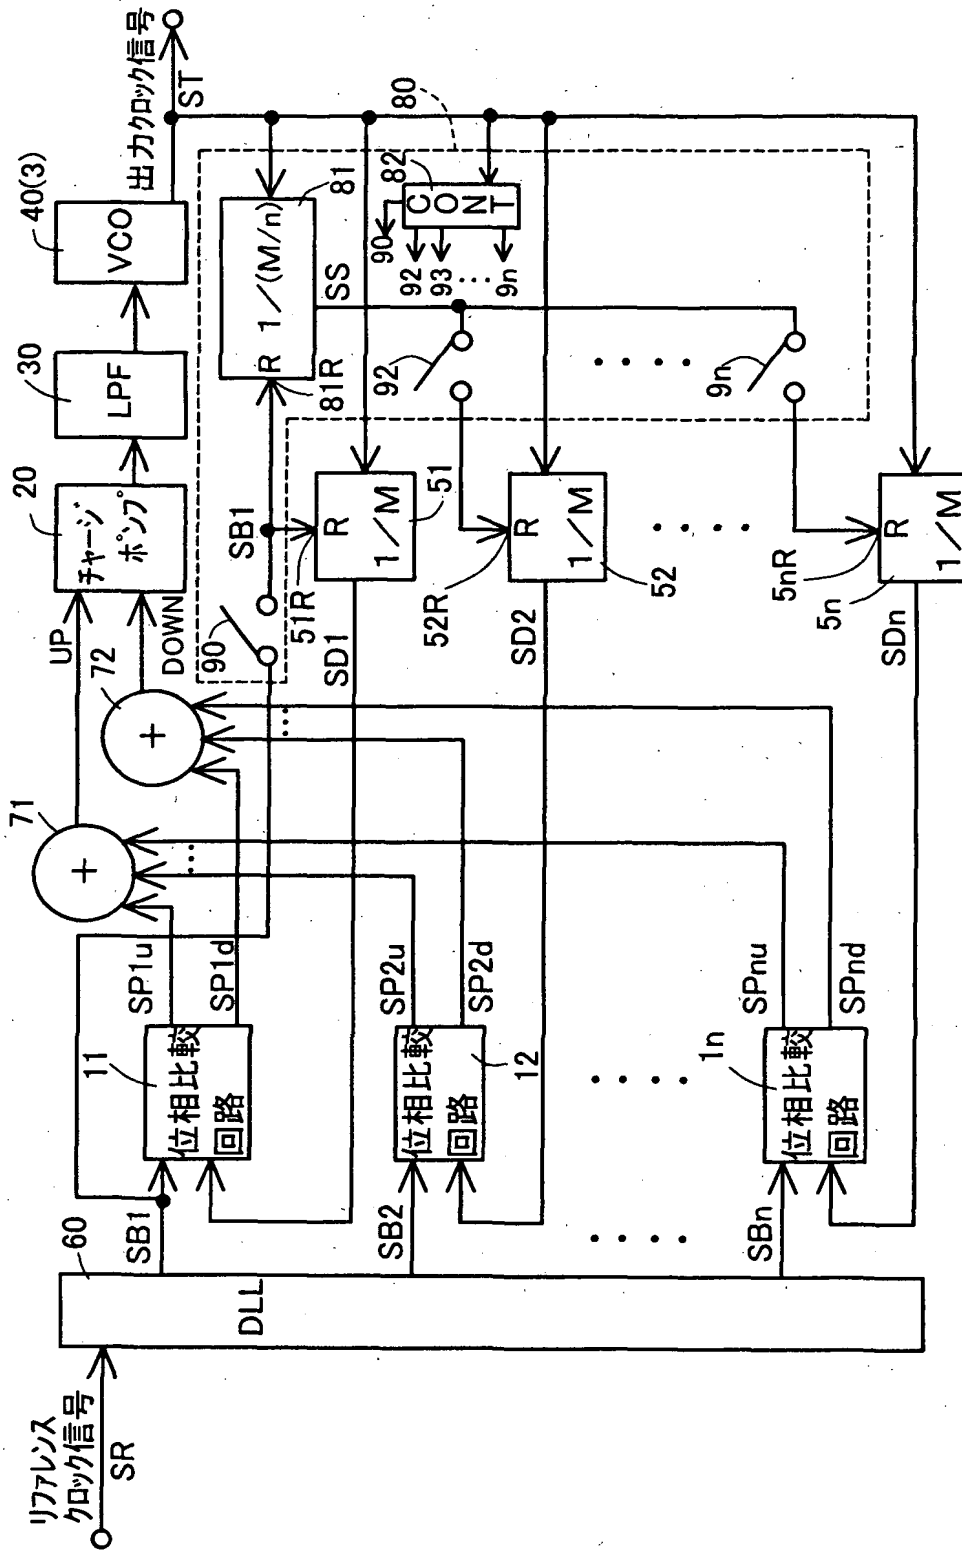 リファレンス
クロック信号
SR
60
DLL
SB1
SB2
SBn
11
位相比較
回路
SP1u
SP1d
12
位相比較
回路
SP2u
SP2d
1n
位相比較
回路
SPnu
SPnd
71
+
72
+
UP
DOWN
20
チャージ
ポンプ
30
LPF
40(3)
VCO
出力クロック信号
ST
80
90
SB1
81R
R 1/(M/n)
81
SS
82
CONT
90
92
93
9n
92
9n
51R
R
1/M
51
SD1
52R
R
1/M
52
SD2
5nR
R
1/M
5n
SDn